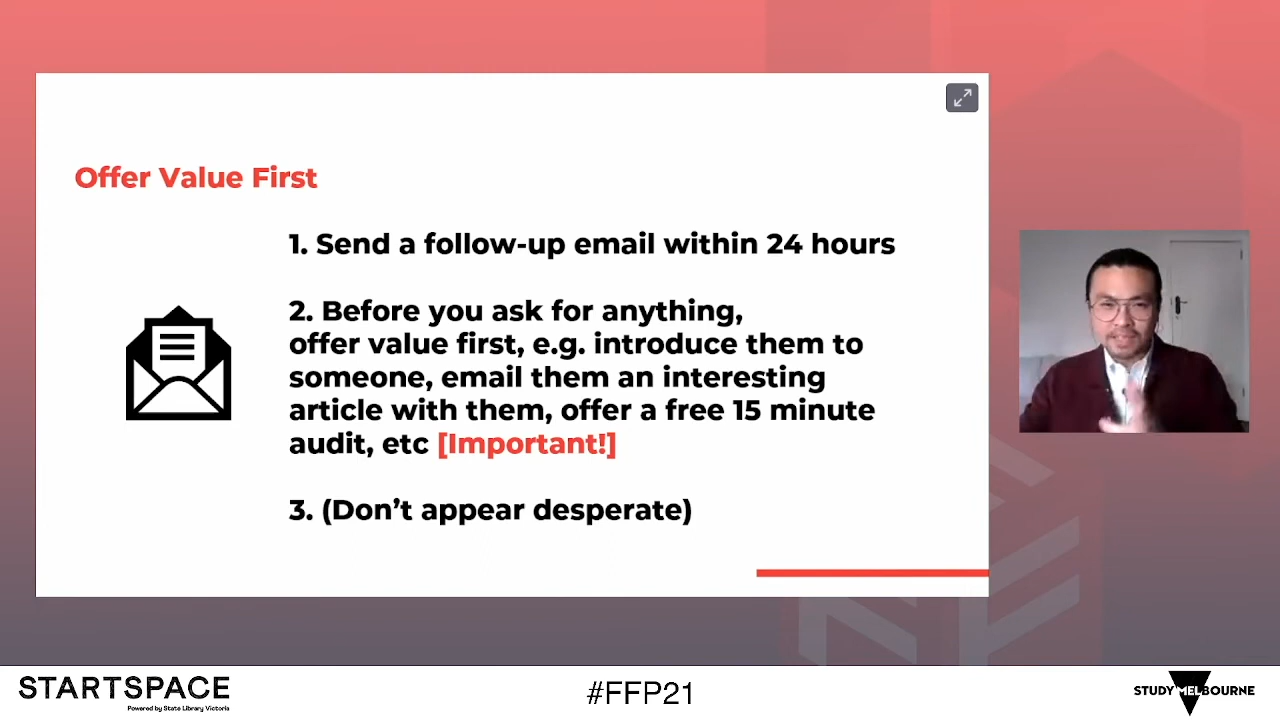 Offer Value First
1. Send a follow-up email within 24 hours
2. Before you ask for anything,
offer value first, e.g. introduce them to
someone, email them an interesting
article with them, offer a free 15 minute
audit, etc [Important!]
3. (Don’t appear desperate)
STARTSPACE
Powered by State Library Victoria
#FFP21
STUDY MELBOURNE